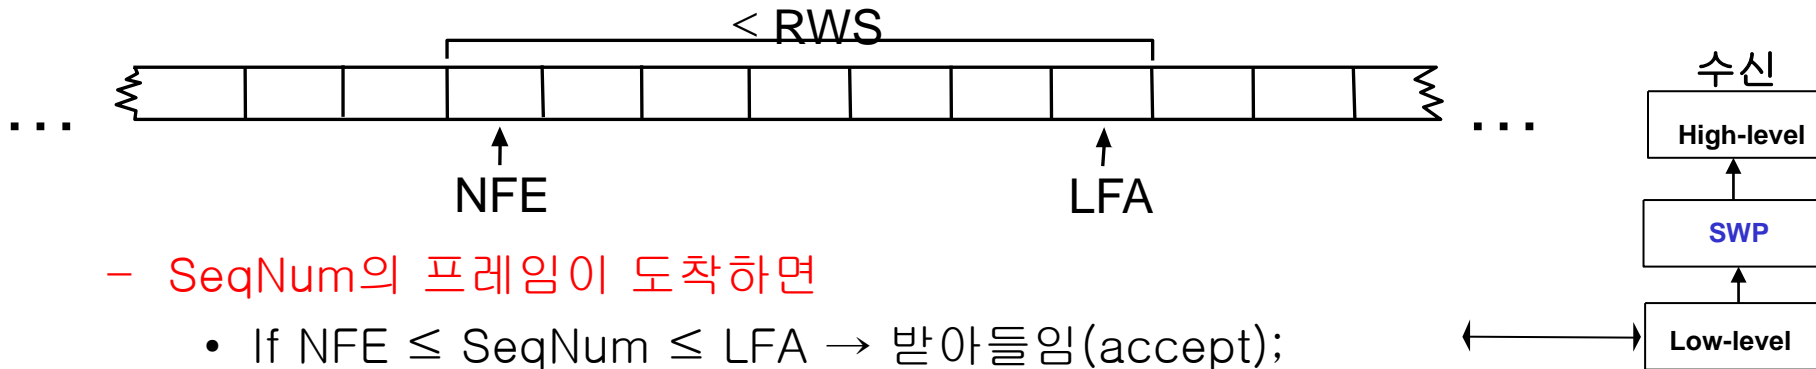 < RWS
...
...
NFE
LFA
수신
High-level
SWP
Low-level
– SeqNum의 프레임이 도착하면
• If NFE ≤ SeqNum ≤ LFA → 받아들임(accept);